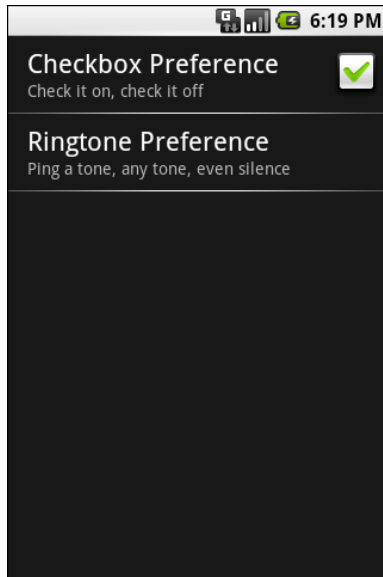 G 6:19 PM
Checkbox Preference
Check it on, check it off
Ringtone Preference
Ping a tone, any tone, even silence